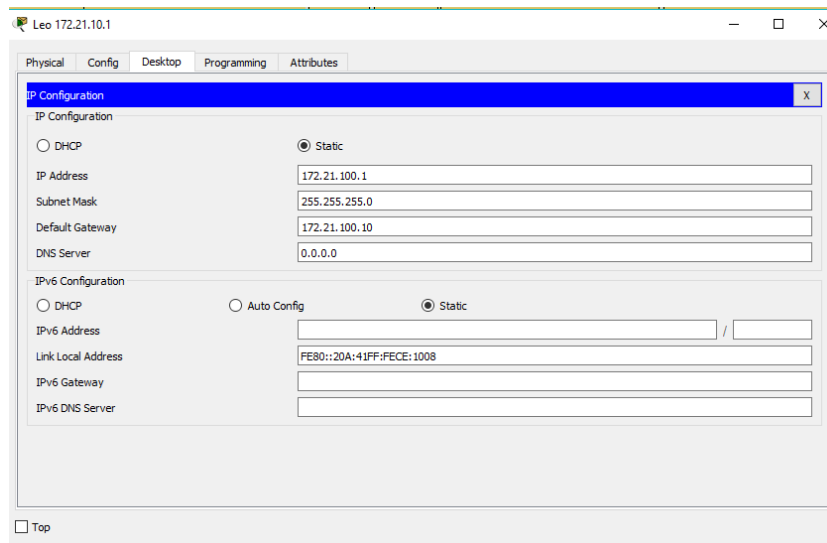 Leo 172.21.10.1
Physical Config Desktop Programming Attributes
IP Configuration X
IP Configuration
DHCP Static
IP Address 172.21.100.1
Subnet Mask 255.255.255.0
Default Gateway 172.21.100.10
DNS Server 0.0.0.0
IPv6 Configuration
DHCP Auto Config Static
IPv6 Address /
Link Local Address FE80::20A:41FF:FECE:1008
IPv6 Gateway
IPv6 DNS Server
Top